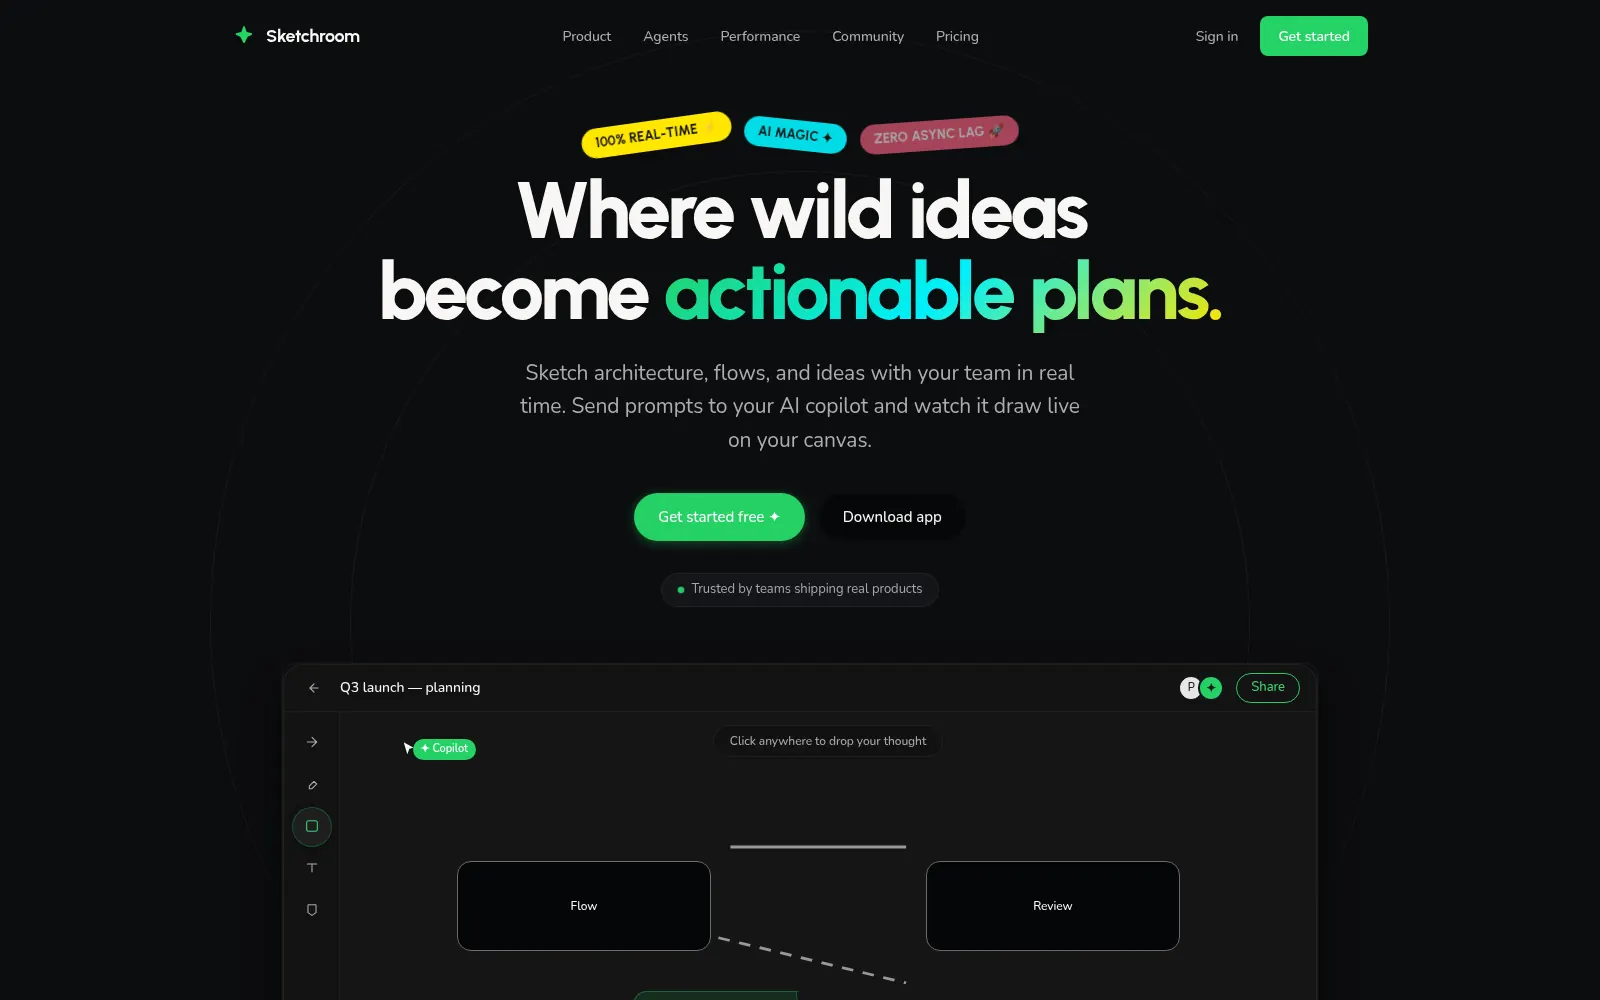 Sketchroom
Product
Agents
Performance
Community
Pricing
Sign in
Get started
100% REAL-TIME ⚡
AI MAGIC ✦
ZERO ASYNC LAG 🚀
Where wild ideas
become actionable plans.
Sketch architecture, flows, and ideas with your team in real
time. Send prompts to your AI copilot and watch it draw live
on your canvas.
Get started free ✦
Download app
Trusted by teams shipping real products
Q3 launch — planning
P
✦
Share
✦ Copilot
Click anywhere to drop your thought
Flow
Review